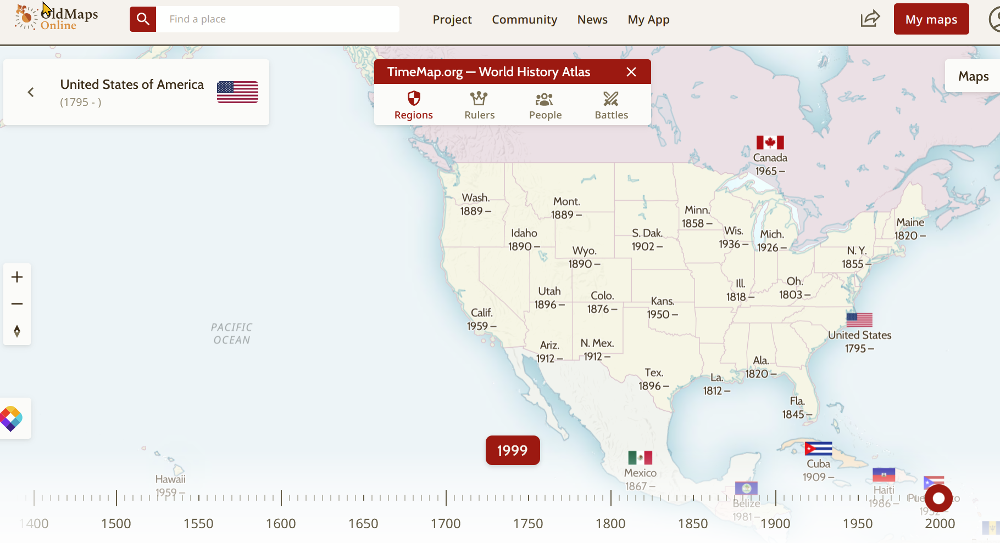 OldMaps
Online
Find a place
Project
Community
News
My App
My maps
United States of America
(1795 - )
TimeMap.org — World History Atlas
Regions
Rulers
People
Battles
Maps
Canada
1965 –
Wash.
1889 –
Mont.
1889 –
Minn.
1858 –
Maine
1820 –
Idaho
1890 –
S. Dak.
1902 –
Wis.
1936 –
Mich.
1926 –
Wyo.
1890 –
N. Y.
1855 –
Utah
1896 –
Colo.
1876 –
Kans.
1950 –
Ill.
1818 –
Oh.
1803 –
Calif.
1959 –
PACIFIC
OCEAN
United States
1795 –
Ariz.
1912 –
N. Mex.
1912 –
Tex.
1896 –
La.
1812 –
Ala.
1820 –
Fla.
1845 –
1999
Mexico
1867 –
Cuba
1909 –
Hawaii
1959 –
Haiti
1986 –
Belize
1981 –
1400
1500
1550
1600
1650
1700
1750
1800
1850
1900
1950
2000